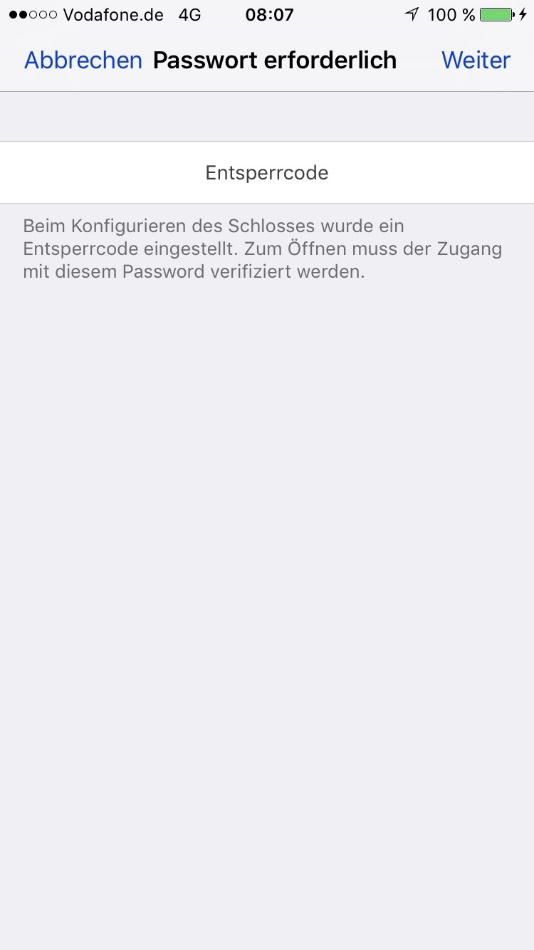 Vodafone.de 4G 08:07 100 %
Abbrechen Passwort erforderlich Weiter
Entsperrcode
Beim Konfigurieren des Schlosses wurde ein
Entsperrcode eingestellt. Zum Öffnen muss der Zugang
mit diesem Password verifiziert werden.